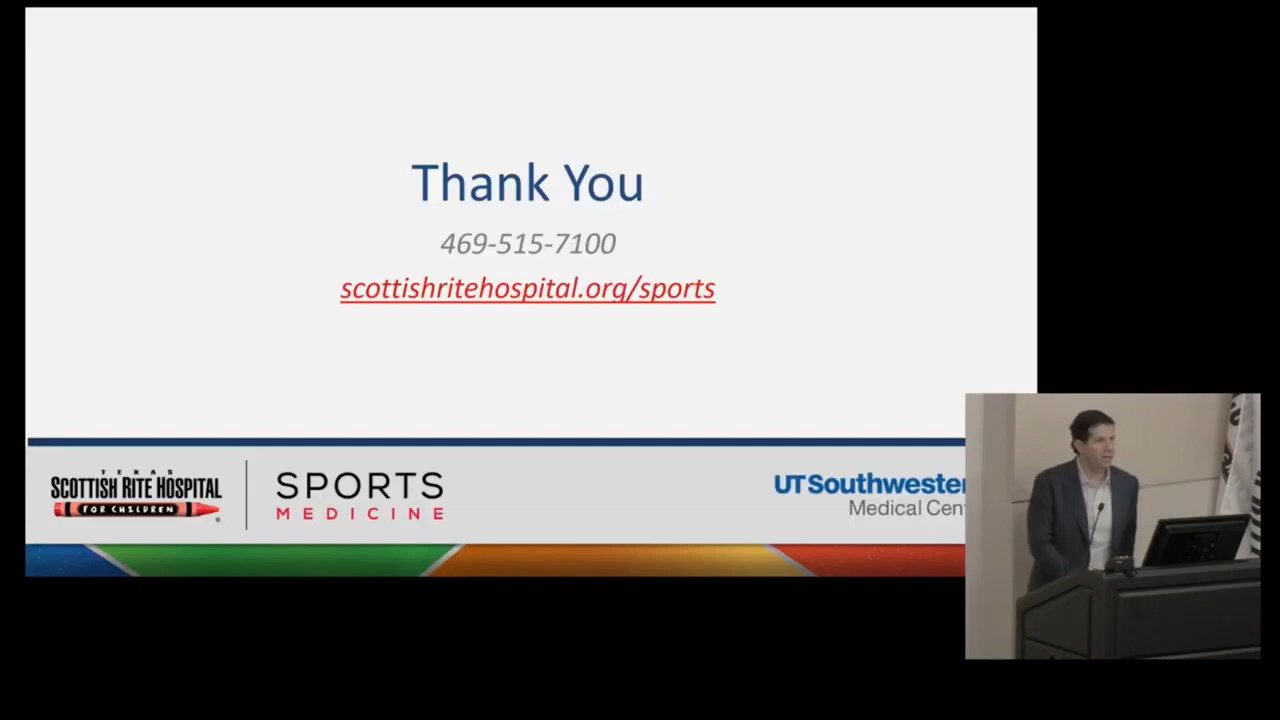 Thank You
469-515-7100
scottishritehospital.org/sports
TEXAS
SCOTTISH RITE HOSPITAL
FOR CHILDREN
®
SPORTS
MEDICINE
UTSouthwester
Medical Cent